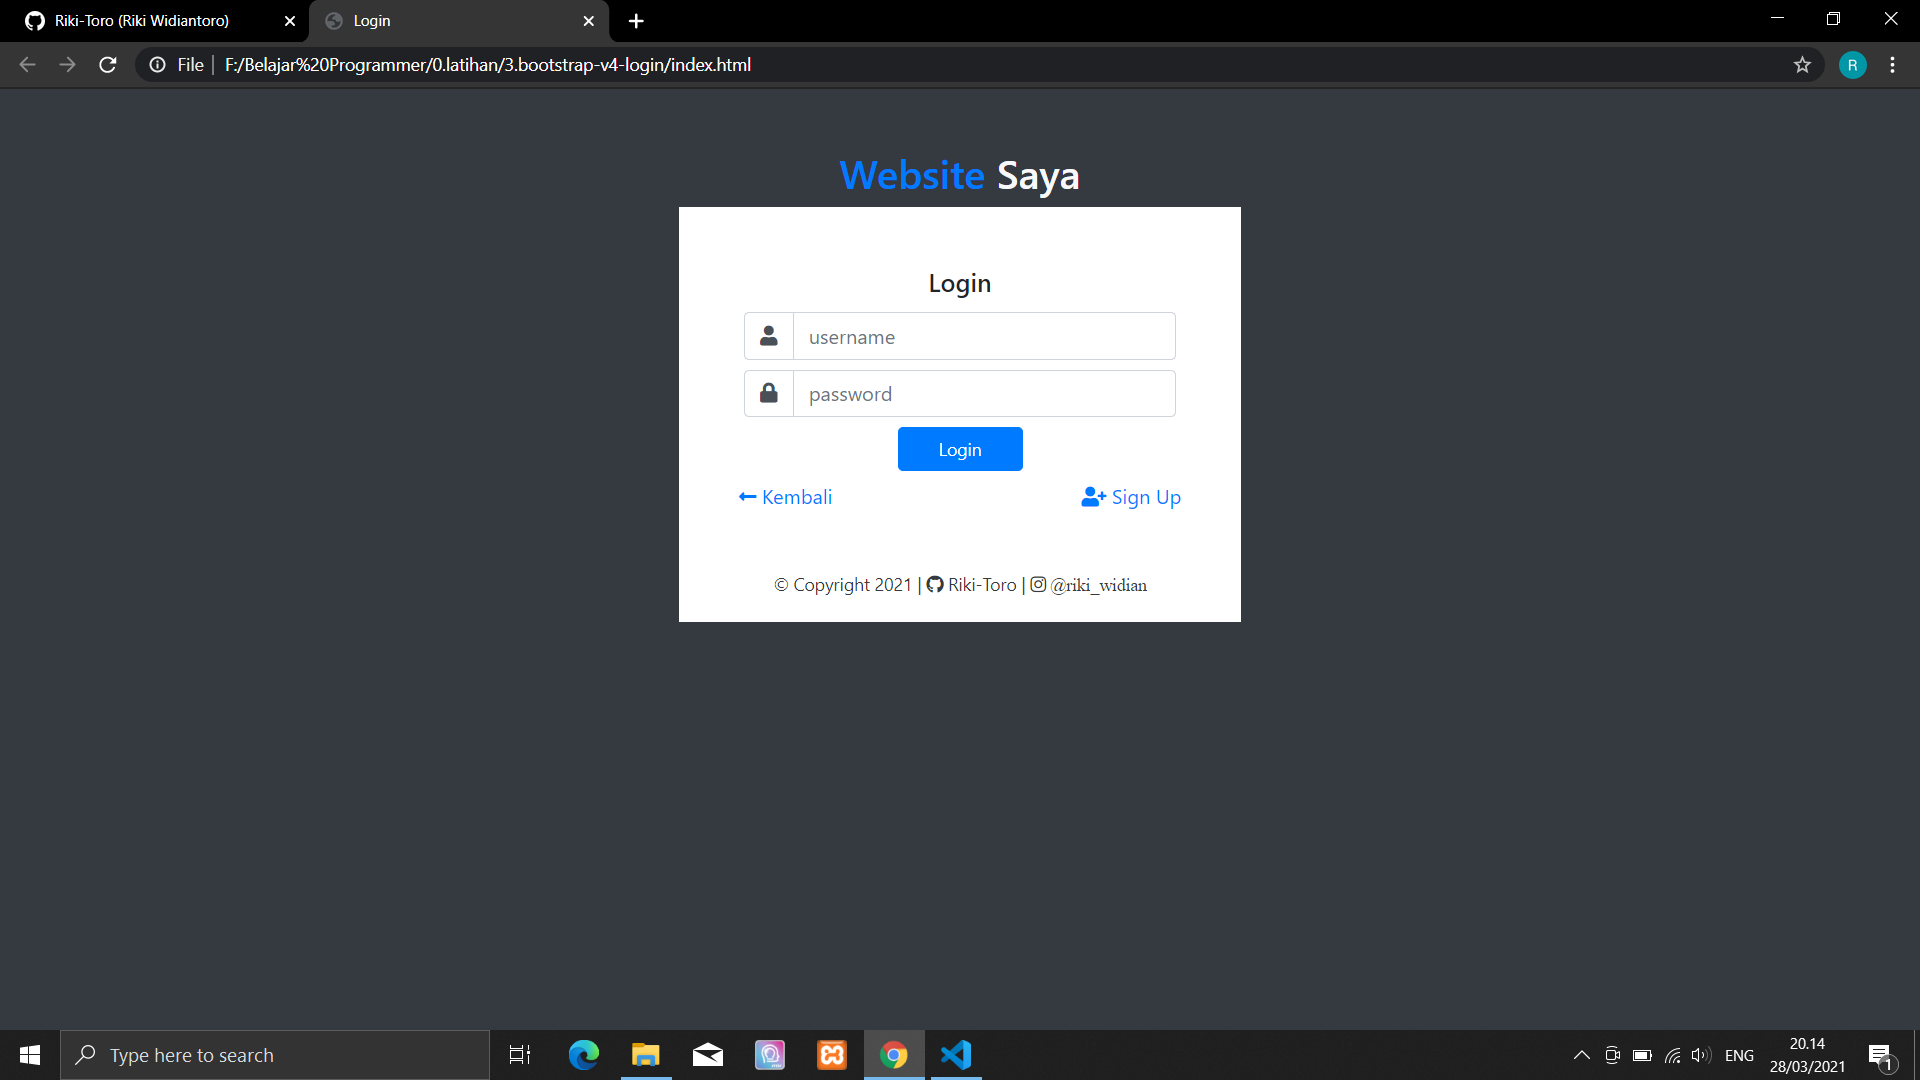 Riki-Toro (Riki Widiantoro)
Login
File
F:/Belajar%20Programmer/0.latihan/3.bootstrap-v4-login/index.html
R
Website Saya
Login
username
password
Login
Kembali
Sign Up
© Copyright 2021 | Riki-Toro | @riki_widian
Type here to search
ENG
20.14
28/03/2021
1